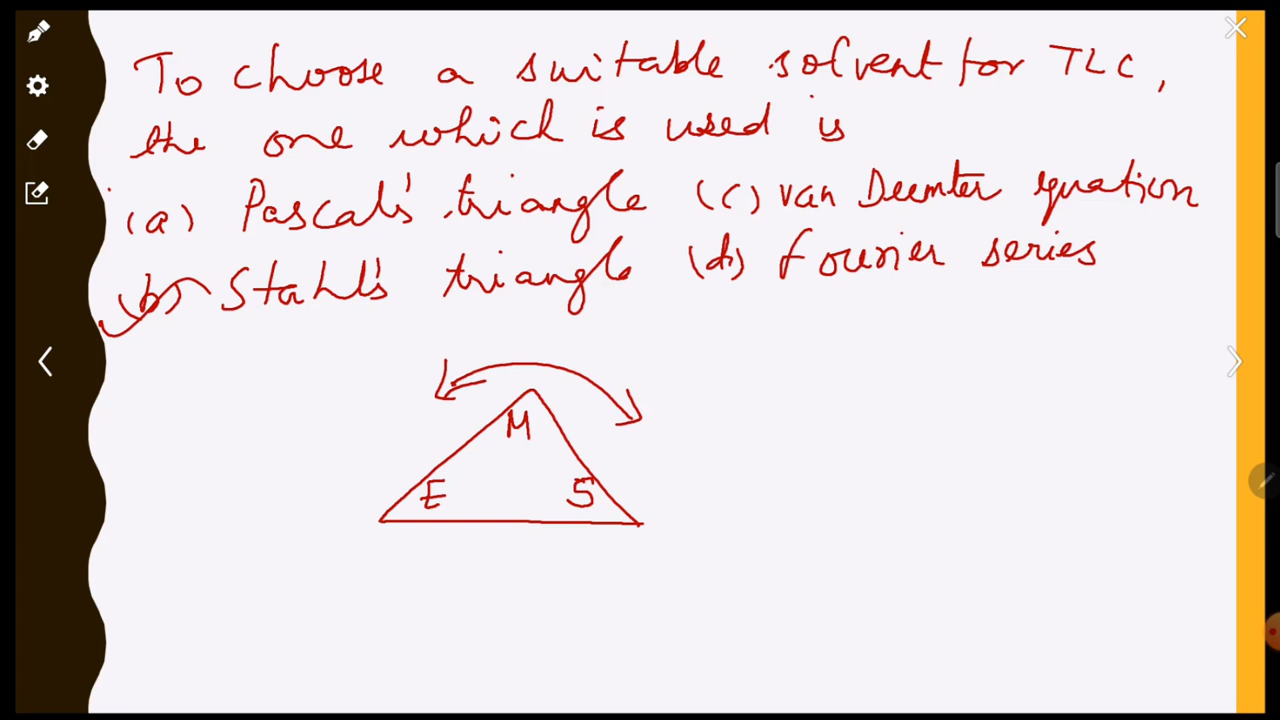 To choose a suitable solvent for TLC,
the one which is used is
(a) Pascal's triangle (c) van Deemter equation
(b) Stahl's triangle (d) Fourier series
M
E S